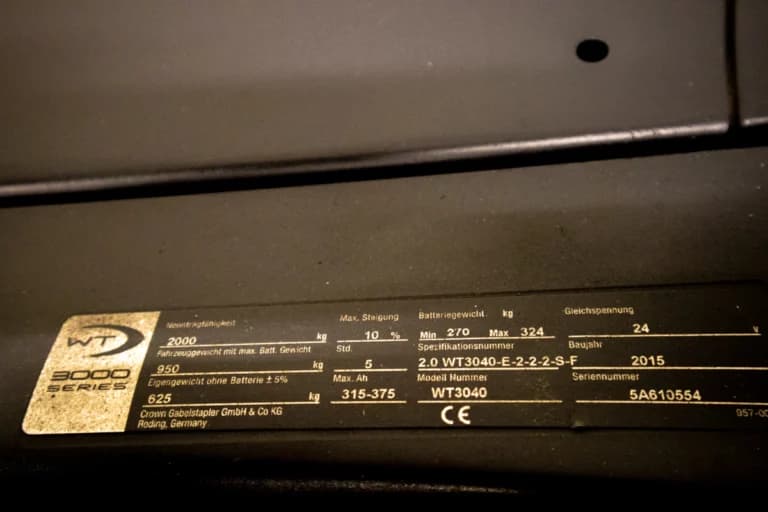 WT
3000
SERIES
Nenntragfähigkeit
2000 kg
Fahrzeuggewicht mit max. Batt. Gewicht
950 kg
Eigengewicht ohne Batterie ± 5%
625 kg
Crown Gabelstapler GmbH & Co KG
Roding, Germany
Max. Steigung
10 %
Std.
5
Max. Ah
315-375
Batteriegewicht kg
Min 270 Max 324
Spezifikationsnummer
2.0 WT3040-E-2-2-2-S-F
Modell Nummer
WT3040
CE
Gleichspannung
24 V
Baujahr
2015
Seriennummer
5A610554